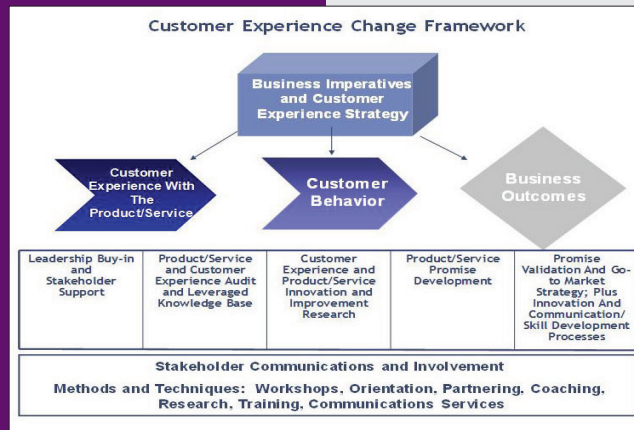 Customer Experience Change Framework
Business Imperatives
and Customer
Experience Strategy
Customer
Experience With
The
Product/Service
Customer
Behavior
Business
Outcomes
Leadership Buy-in
and
Stakeholder
Support
Product/Service
and Customer
Experience Audit
and Leveraged
Knowledge Base
Customer
Experience and
Product/Service
Innovation and
Improvement
Research
Product/Service
Promise
Development
Promise
Validation And Go-
to Market
Strategy; Plus
Innovation And
Communication/
Skill Development
Processes
Stakeholder Communications and Involvement
Methods and Techniques: Workshops, Orientation, Partnering, Coaching,
Research, Training, Communications Services